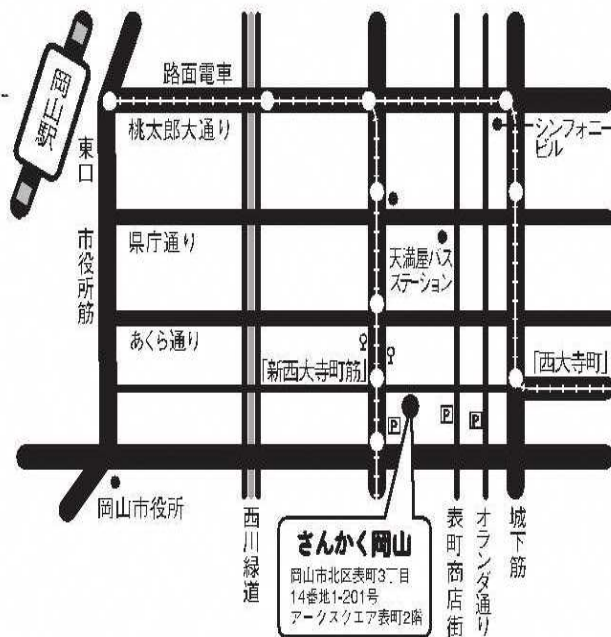 岡山駅
路面電車
桃太郎大通り
東口
シンフォニー
ビル
県庁通り
市役所筋
天満屋バス
ステーション
あくら通り
「新西大寺町筋」
「西大寺町」
P
P
P
岡山市役所
西川緑道
表町商店街
オランダ通り
城下筋
さんかく岡山
岡山市北区表町3丁目
14番地1-201号
アークスクエア表町2階